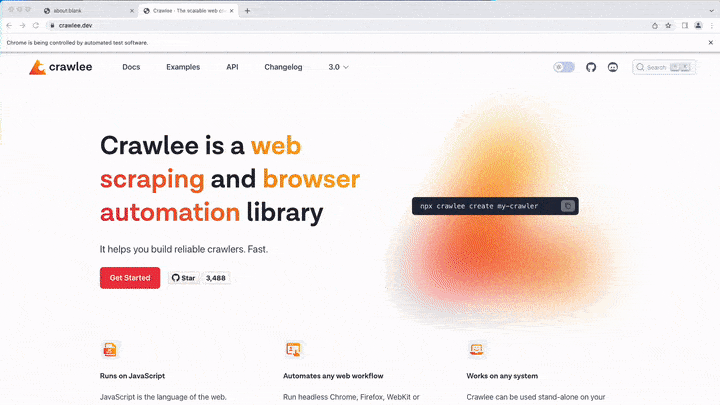 about:blank
Crawlee · The scalable web c
crawlee.dev
Chrome is being controlled by automated test software.
crawlee Docs Examples API Changelog 3.0 Search
Crawlee is a web
scraping and browser
automation library
npx crawlee create my-crawler
It helps you build reliable crawlers. Fast.
Get Started Star 3,488
Runs on JavaScript Automates any web workflow Works on any system
JavaScript is the language of the web. Run headless Chrome, Firefox, WebKit or Crawlee can be used stand-alone on your